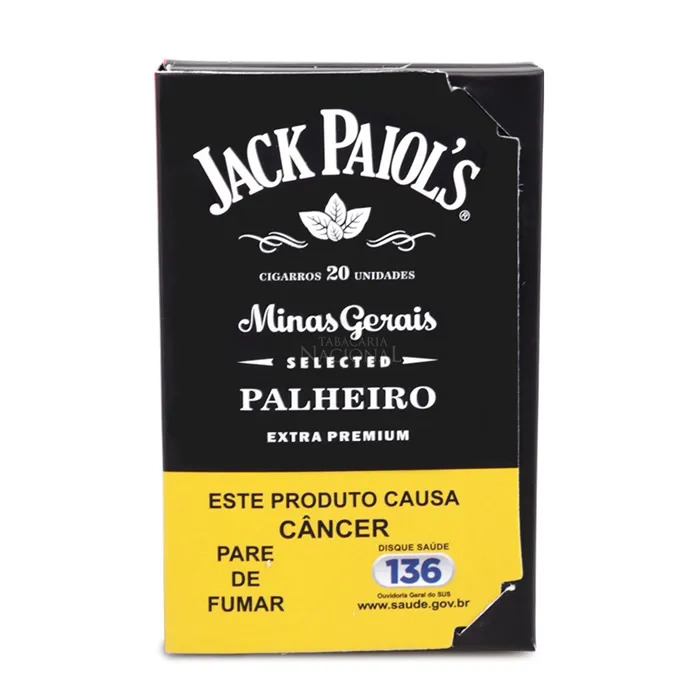 JACK PAIOL'S
®
CIGARROS 20 UNIDADES
Minas Gerais
TABACARIA
NACIONAL
SELECTED
PALHEIRO
EXTRA PREMIUM
ESTE PRODUTO CAUSA
CÂNCER
PARE
DE
FUMAR
DISQUE SAÚDE
136
Ouvidoria Geral do SUS
www.saude.gov.br